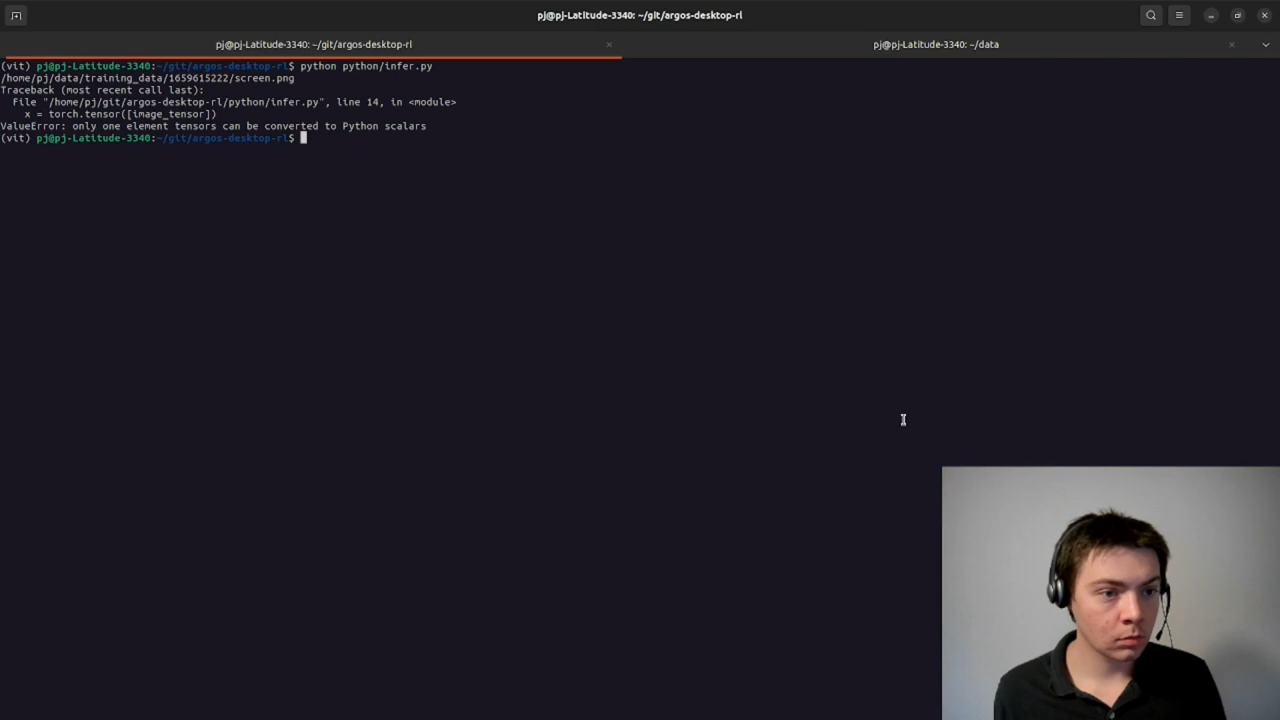 pj@pj-Latitude-3340: ~/git/argos-desktop-rl
pj@pj-Latitude-3340: ~/git/argos-desktop-rl
pj@pj-Latitude-3340: ~/data
(vit) pj@pj-Latitude-3340:~/git/argos-desktop-rl$ python python/infer.py
/home/pj/data/training_data/1659615222/screen.png
Traceback (most recent call last):
  File "/home/pj/git/argos-desktop-rl/python/infer.py", line 14, in <module>
    x = torch.tensor([image_tensor])
ValueError: only one element tensors can be converted to Python scalars
(vit) pj@pj-Latitude-3340:~/git/argos-desktop-rl$